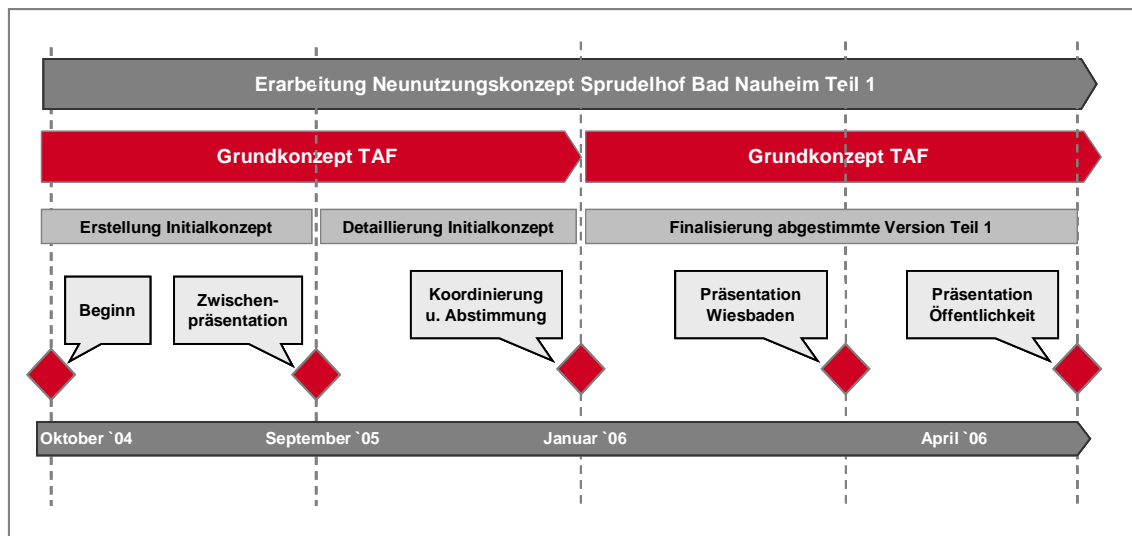 Erarbeitung Neunutzungskonzept Sprudelhof Bad Nauheim Teil 1
Grundkonzept TAF
Grundkonzept TAF
Erstellung Initialkonzept
Detaillierung Initialkonzept
Finalisierung abgestimmte Version Teil 1
Beginn
Zwischen-
präsentation
Koordinierung
u. Abstimmung
Präsentation
Wiesbaden
Präsentation
Öffentlichkeit
Oktober `04
September `05
Januar `06
April `06